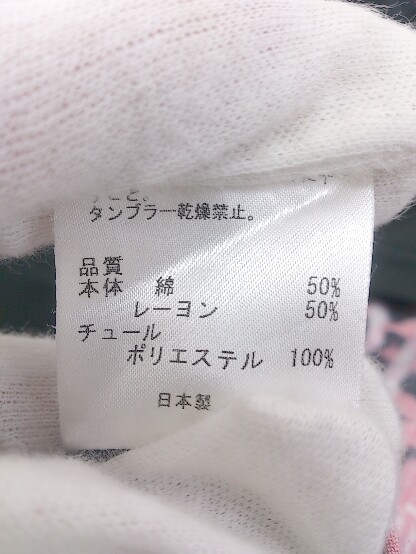 タンブラー乾燥禁止。
品質
本体 綿 50%
レーヨン 50%
チュール
ポリエステル 100%
日本製